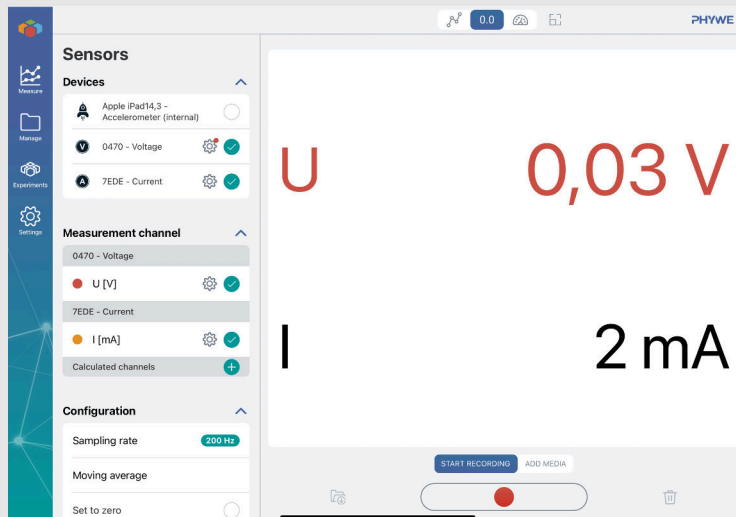 0.0
PHYWE
Measure
Manage
Experiments
Settings
Sensors
Devices
Apple iPad14,3 -
Accelerometer (internal)
V 0470 - Voltage
A 7EDE - Current
Measurement channel
0470 - Voltage
U [V]
7EDE - Current
I [mA]
Calculated channels
Configuration
Sampling rate 200 Hz
Moving average
Set to zero
U 0,03 V
I 2 mA
START RECORDING ADD MEDIA